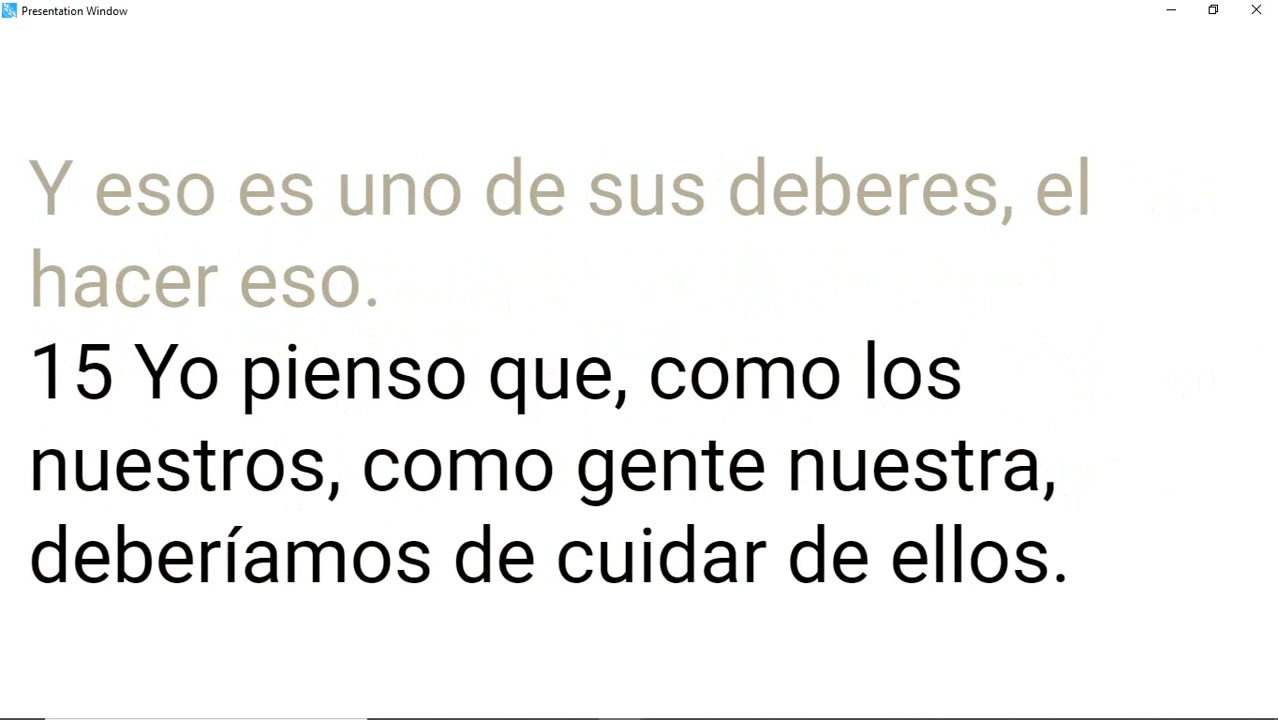 Presentation Window
Y eso es uno de sus deberes, el
hacer eso.
15 Yo pienso que, como los
nuestros, como gente nuestra,
deberíamos de cuidar de ellos.